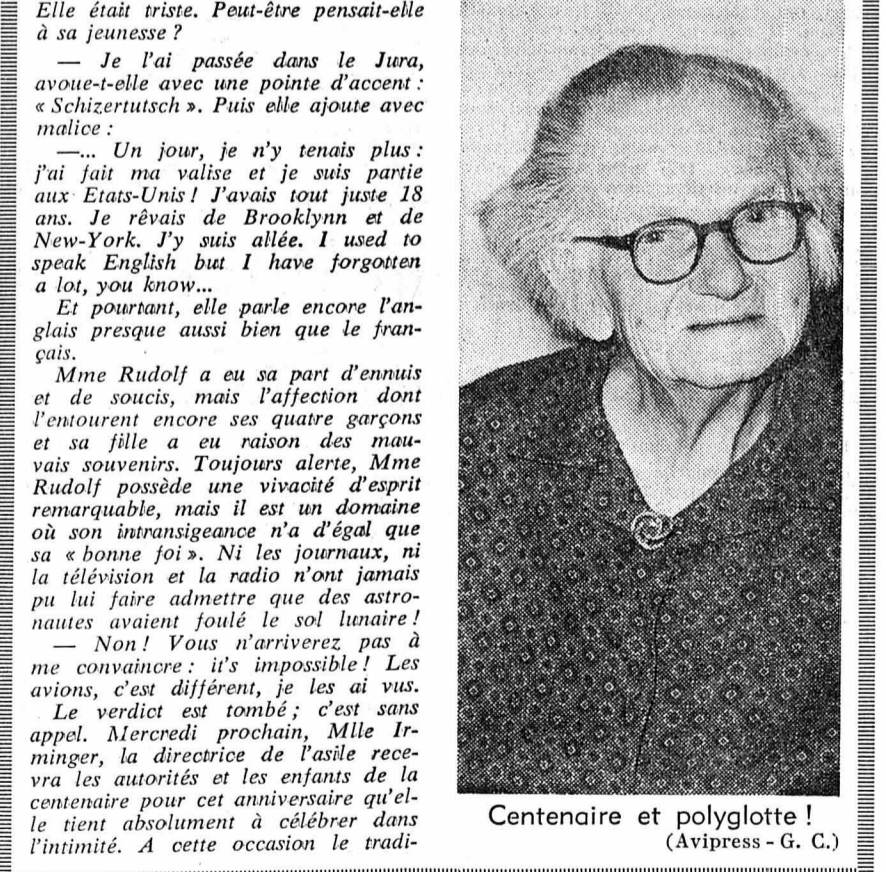 Elle était triste. Peut-être pensait-elle
à sa jeunesse ?
— Je l'ai passée dans le Jura,
avoue-t-elle avec une pointe d'accent :
« Schizertutsch ». Puis elle ajoute avec
malice :
—... Un jour, je n'y tenais plus :
j'ai fait ma valise et je suis partie
aux Etats-Unis ! J'avais tout juste 18
ans. Je rêvais de Brooklynn et de
New-York. J'y suis allée. I used to
speak English but I have forgotten
a lot, you know...
Et pourtant, elle parle encore l'an-
glais presque aussi bien que le fran-
çais.
Mme Rudolf a eu sa part d'ennuis
et de soucis, mais l'affection dont
l'entourent encore ses quatre garçons
et sa fille a eu raison des mau-
vais souvenirs. Toujours alerte, Mme
Rudolf possède une vivacité d'esprit
remarquable, mais il est un domaine
où son intransigeance n'a d'égal que
sa « bonne foi ». Ni les journaux, ni
la télévision et la radio n'ont jamais
pu lui faire admettre que des astro-
nautes avaient foulé le sol lunaire !
— Non ! Vous n'arriverez pas à
me convaincre : it's impossible ! Les
avions, c'est différent, je les ai vus.
Le verdict est tombé ; c'est sans
appel. Mercredi prochain, Mlle Ir-
minger, la directrice de l'asile rece-
vra les autorités et les enfants de la
centenaire pour cet anniversaire qu'el-
le tient absolument à célébrer dans
l'intimité. A cette occasion le tradi-
Centenaire et polyglotte !
(Avipress - G. C.)